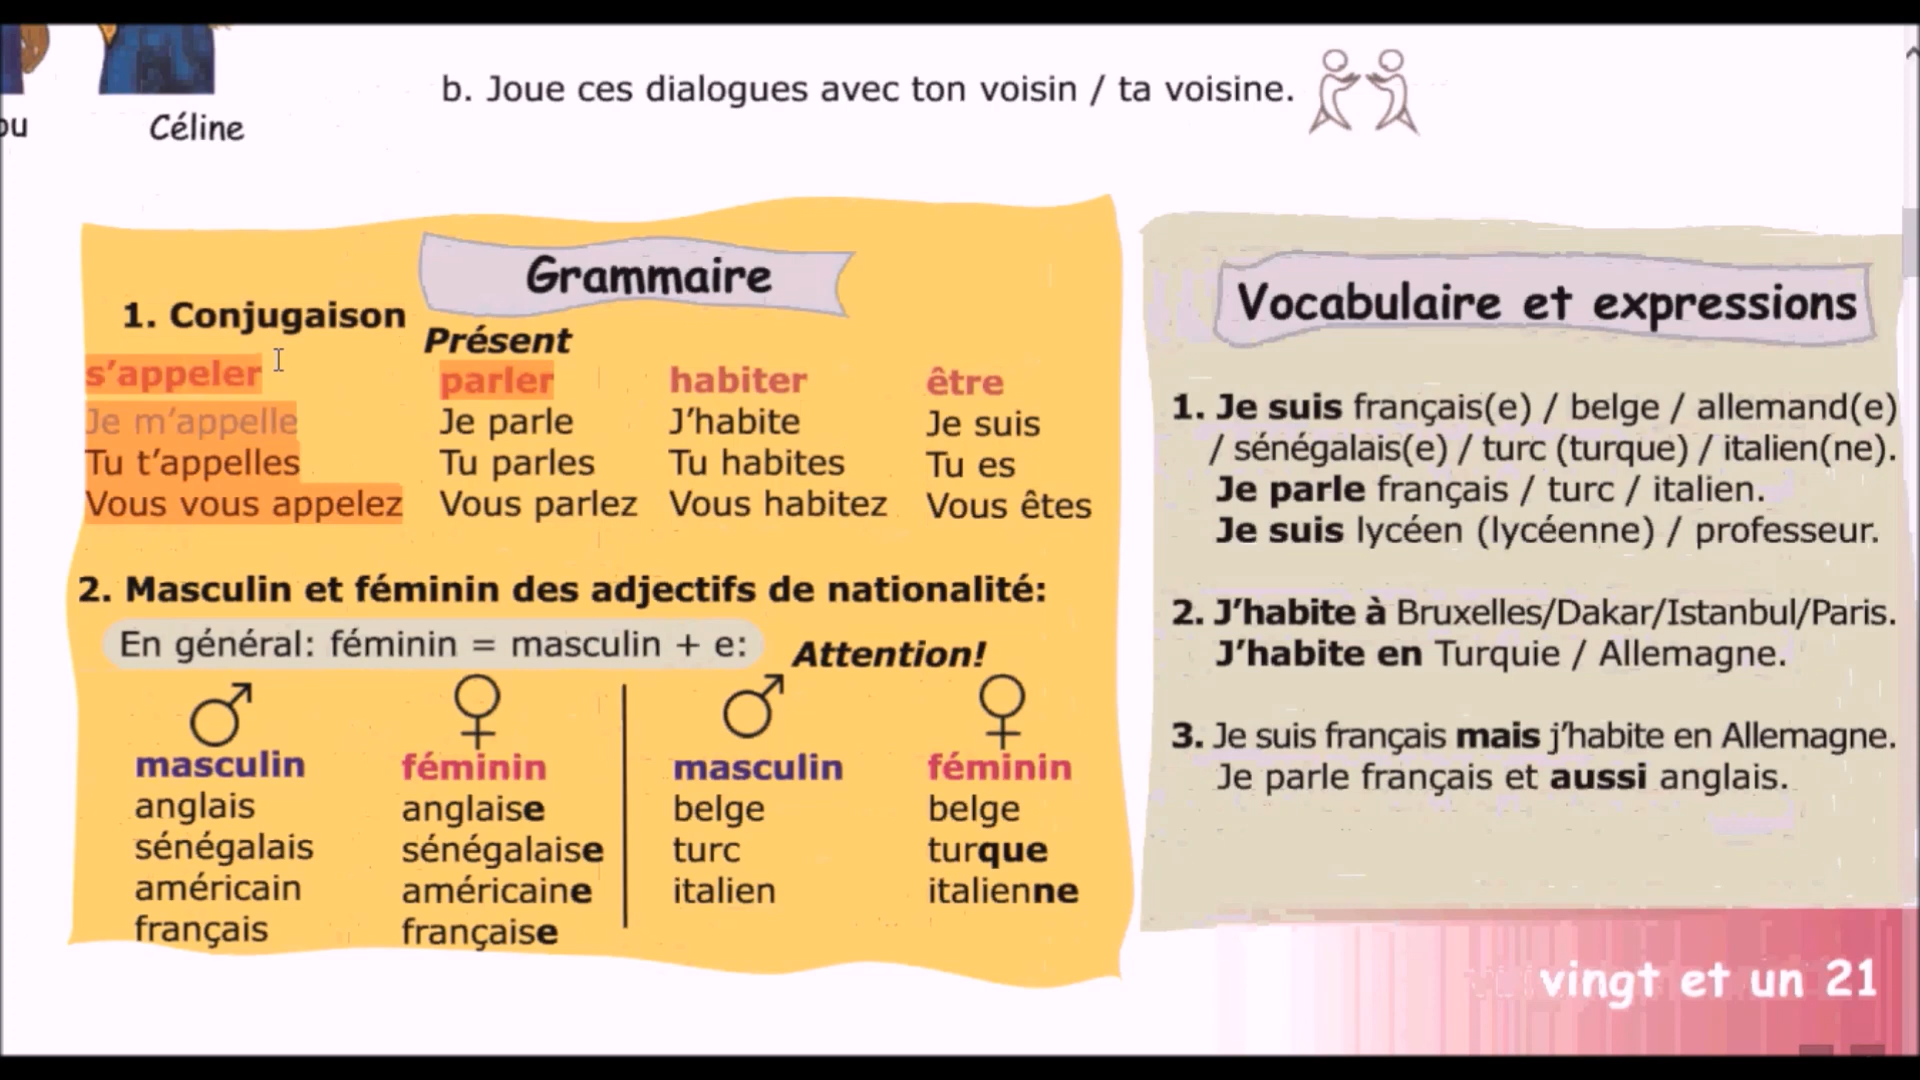 b. Joue ces dialogues avec ton voisin / ta voisine.
Céline
Grammaire
1. Conjugaison
Présent
s'appeler parler habiter être
Je m'appelle Je parle J'habite Je suis
Tu t'appelles Tu parles Tu habites Tu es
Vous vous appelez Vous parlez Vous habitez Vous êtes
2. Masculin et féminin des adjectifs de nationalité:
En général: féminin = masculin + e:
Attention!
masculin féminin masculin féminin
anglais anglaise belge belge
sénégalais sénégalaise turc turque
américain américaine italien italienne
français française
Vocabulaire et expressions
1. Je suis français(e) / belge / allemand(e)
/ sénégalais(e) / turc (turque) / italien(ne).
Je parle français / turc / italien.
Je suis lycéen (lycéenne) / professeur.
2. J'habite à Bruxelles/Dakar/Istanbul/Paris.
J'habite en Turquie / Allemagne.
3. Je suis français mais j'habite en Allemagne.
Je parle français et aussi anglais.
vingt et un 21